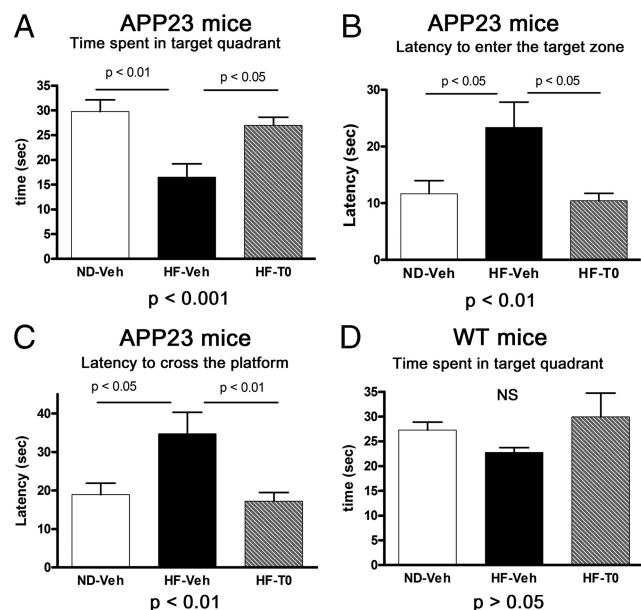 A
APP23 mice
Time spent in target quadrant
p < 0.01
p < 0.05
time (sec)
35
30
25
20
15
10
5
0
ND-Veh HF-Veh HF-T0
p < 0.001
B
APP23 mice
Latency to enter the target zone
p < 0.05
p < 0.05
Latency (sec)
30
20
10
0
ND-Veh HF-Veh HF-T0
p < 0.01
C
APP23 mice
Latency to cross the platform
p < 0.05
p < 0.01
Latency (sec)
40
30
20
10
0
ND-Veh HF-Veh HF-T0
p < 0.01
D
WT mice
Time spent in target quadrant
NS
time (sec)
35
30
25
20
15
10
5
0
ND-Veh HF-Veh HF-T0
p > 0.05